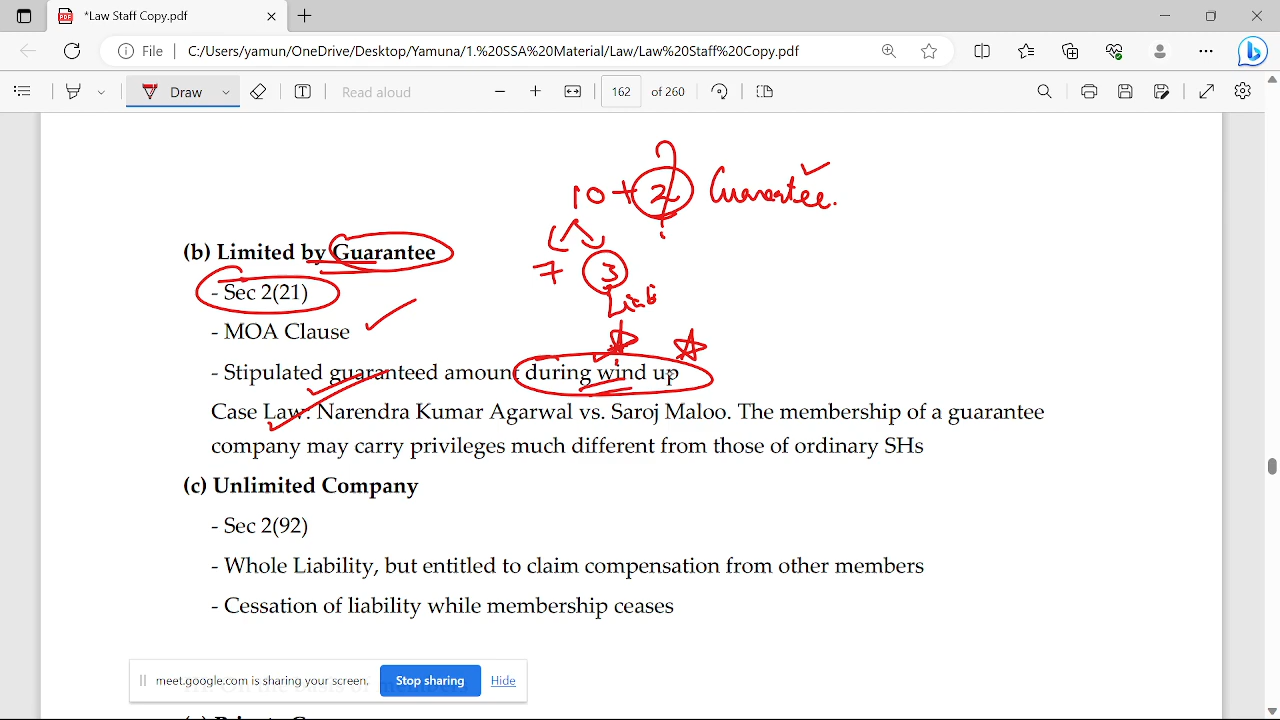 *Law Staff Copy.pdf
File C:/Users/yamun/OneDrive/Desktop/Yamuna/1.%20SSA%20Material/Law/Law%20Staff%20Copy.pdf
Draw Read aloud 162 of 260
10 + 2 Guarantee.
7 3
Liab
(b) Limited by Guarantee
- Sec 2(21)
- MOA Clause
- Stipulated guaranteed amount during wind up
Case Law: Narendra Kumar Agarwal vs. Saroj Maloo. The membership of a guarantee
company may carry privileges much different from those of ordinary SHs
(c) Unlimited Company
- Sec 2(92)
- Whole Liability, but entitled to claim compensation from other members
- Cessation of liability while membership ceases
meet.google.com is sharing your screen. Stop sharing Hide